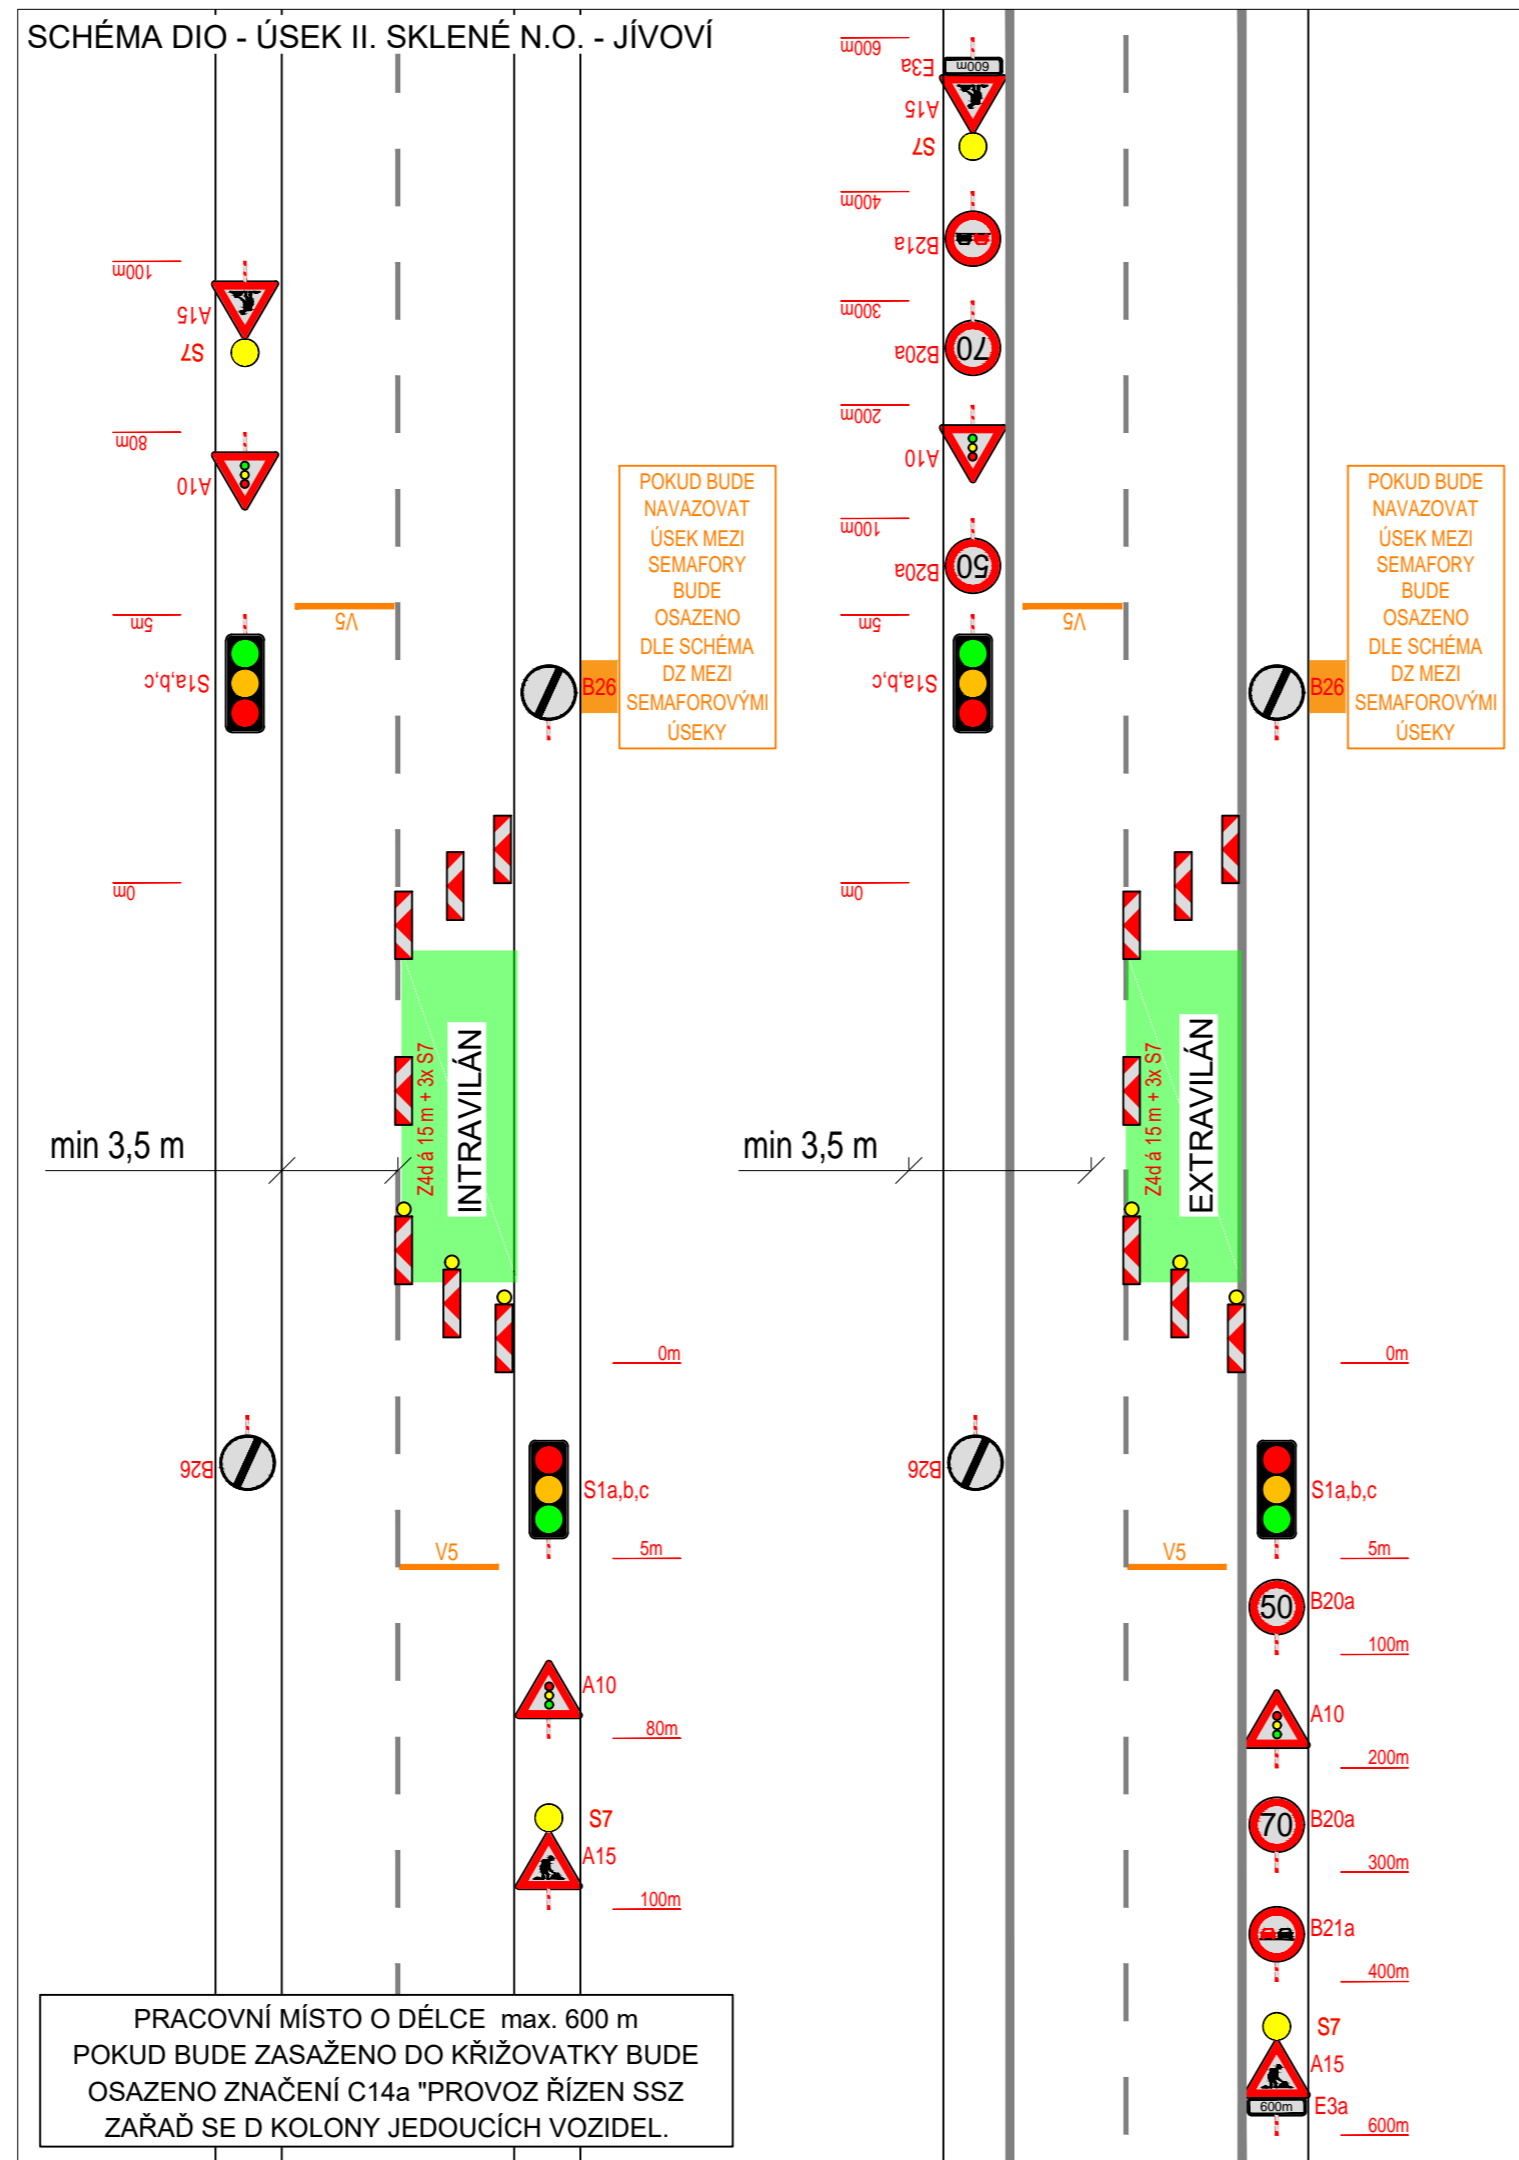 SCHÉMA DIO - ÚSEK II. SKLENÉ N.O. - JÍVOVÍ
100m
A15
S7
80m
A10
5m
V5
S1a,b,c
B26
POKUD BUDE
NAVAZOVAT
ÚSEK MEZI
SEMAFORY
BUDE
OSAZENO
DLE SCHÉMA
DZ MEZI
SEMAFOROVÝMI
ÚSEKY
0m
Z4d á 15 m + 3x S7
INTRAVILÁN
min 3,5 m
0m
B26
S1a,b,c
5m
V5
A10
80m
S7
A15
100m
PRACOVNÍ MÍSTO O DÉLCE max. 600 m
POKUD BUDE ZASAŽENO DO KŘIŽOVATKY BUDE
OSAZENO ZNAČENÍ C14a "PROVOZ ŘÍZEN SSZ
ZAŘAĎ SE D KOLONY JEDOUCÍCH VOZIDEL.
600m
E3a
600m
A15
S7
400m
B21a
300m
B20a
70
200m
A10
100m
B20a
50
5m
V5
S1a,b,c
B26
POKUD BUDE
NAVAZOVAT
ÚSEK MEZI
SEMAFORY
BUDE
OSAZENO
DLE SCHÉMA
DZ MEZI
SEMAFOROVÝMI
ÚSEKY
0m
Z4d á 15 m + 3x S7
EXTRAVILÁN
min 3,5 m
0m
B26
S1a,b,c
5m
V5
50
B20a
100m
A10
200m
70
B20a
300m
B21a
400m
S7
A15
600m
E3a
600m